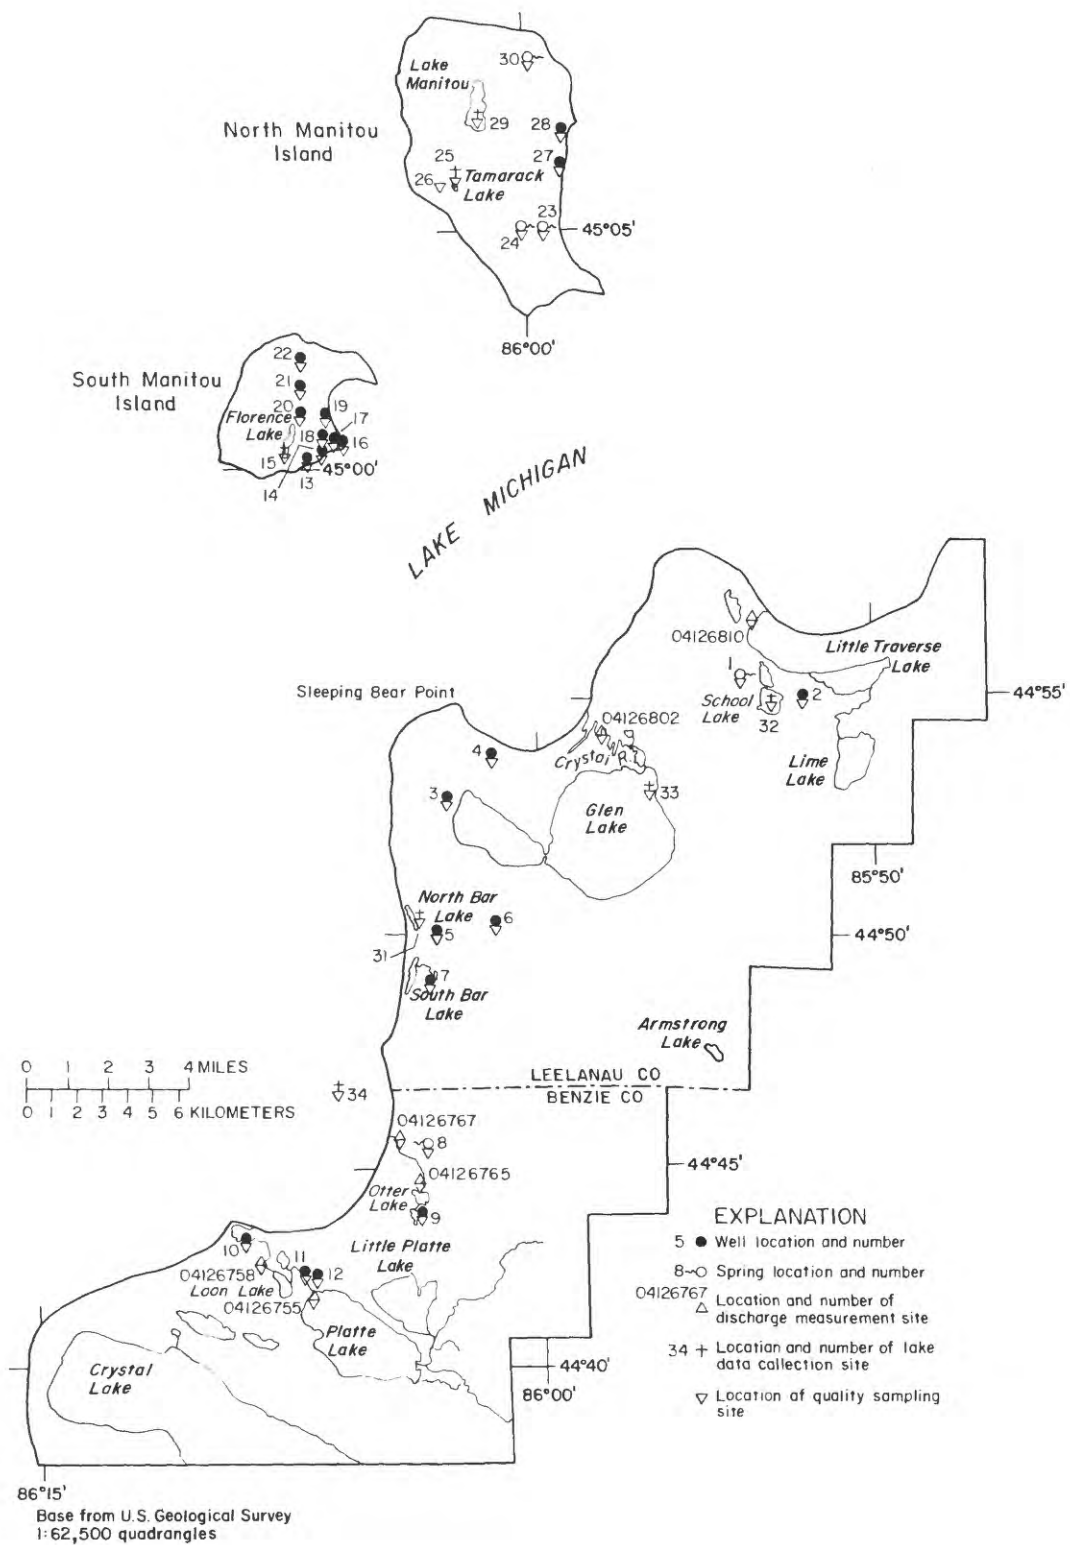 30
Lake
Manitou
29
28
North Manitou
Island
27
25
26
Tamarack
Lake
23
24
45°05'
86°00'
22
South Manitou
Island
21
20
19
Florence
Lake
17
18
16
15
45°00'
13
14
LAKE MICHIGAN
04126810
Little Traverse
Lake
1
Sleeping Bear Point
School
Lake
2
44°55'
32
04126802
4
Crystal R.
Lime
Lake
3
33
Glen
Lake
85°50'
North Bar
Lake
6
5
31
44°50'
7
South Bar
Lake
Armstrong
Lake
0 1 2 3 4 MILES
0 1 2 3 4 5 6 KILOMETERS
34
LEELANAU CO
BENZIE CO
04126767
8
44°45'
04126765
Otter
Lake
9
10
Little Platte
Lake
11
12
04126758
Loon Lake
04126755
Platte
Lake
Crystal
Lake
44°40'
86°00'
86°15'
EXPLANATION
5 Well location and number
8 Spring location and number
04126767 Location and number of
discharge measurement site
34 Location and number of lake
data collection site
Location of quality sampling
site
Base from U.S. Geological Survey
1:62,500 quadrangles